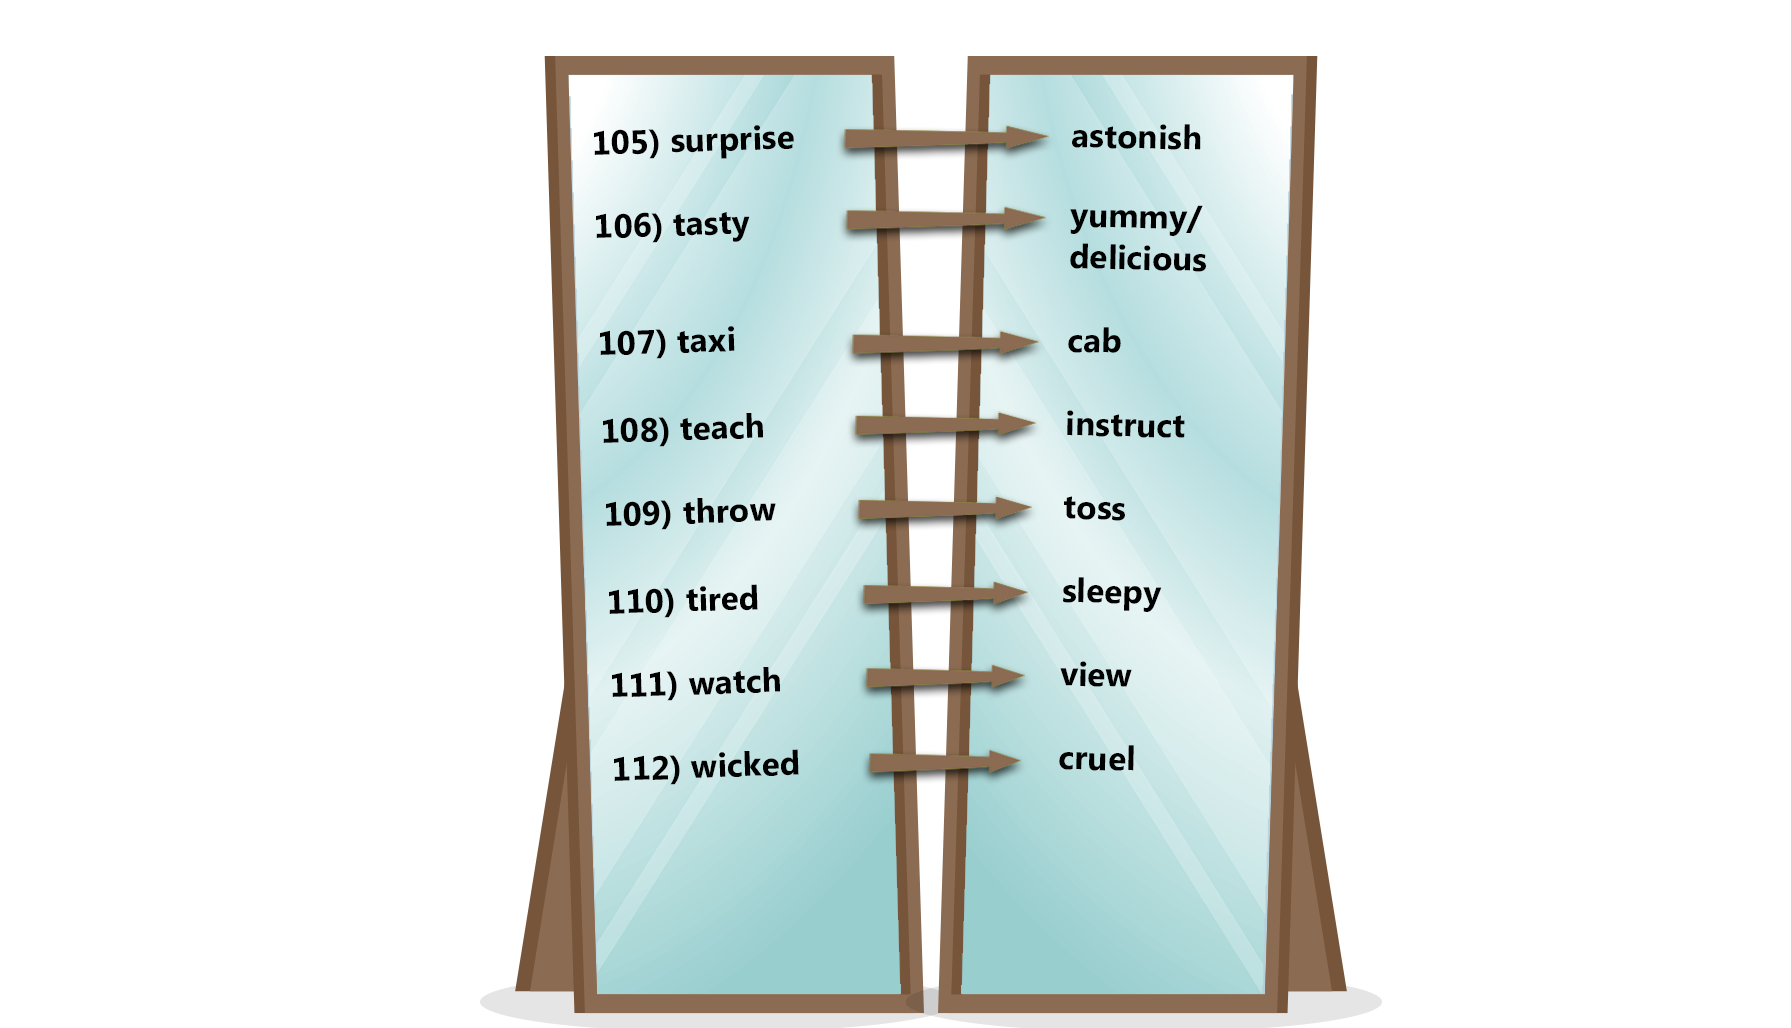 105) surprise astonish
106) tasty yummy/
delicious
107) taxi cab
108) teach instruct
109) throw toss
110) tired sleepy
111) watch view
112) wicked cruel